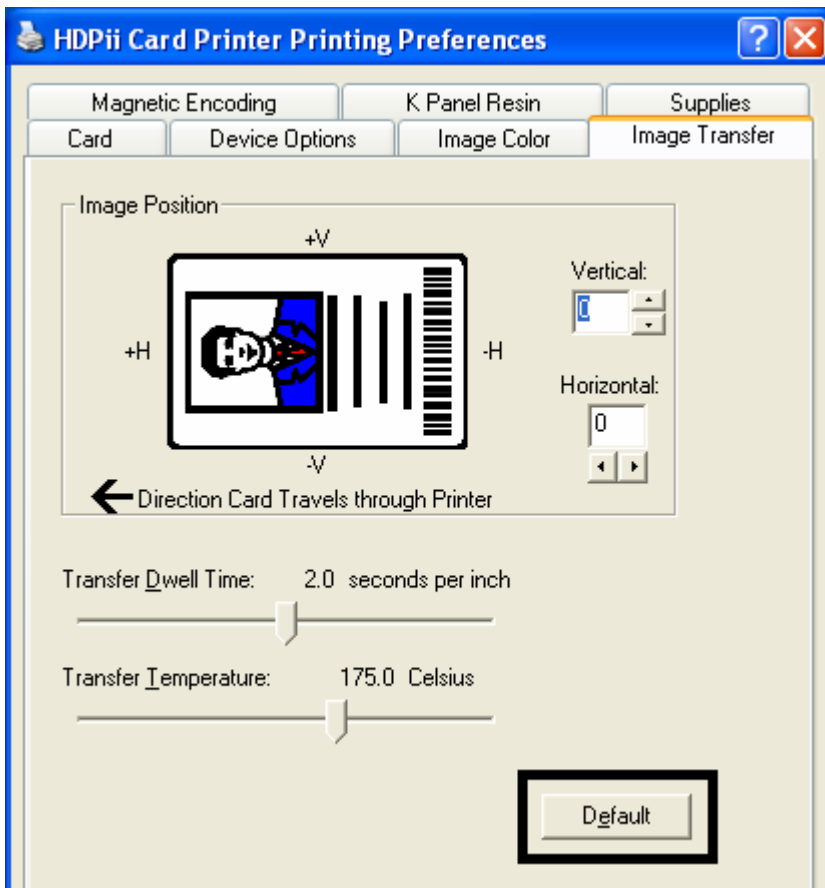 HDPii Card Printer Printing Preferences
Magnetic Encoding K Panel Resin Supplies
Card Device Options Image Color Image Transfer
Image Position
+V
Vertical:
0
+H
-H
Horizontal:
0
-V
Direction Card Travels through Printer
Transfer Dwell Time: 2.0 seconds per inch
Transfer Temperature: 175.0 Celsius
Default